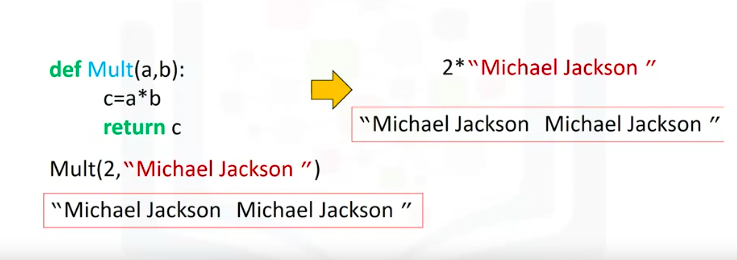 def Mult(a,b):
c=a*b
return c
Mult(2,“Michael Jackson ”)
“Michael Jackson  Michael Jackson ”
2*“Michael Jackson ”
“Michael Jackson  Michael Jackson ”